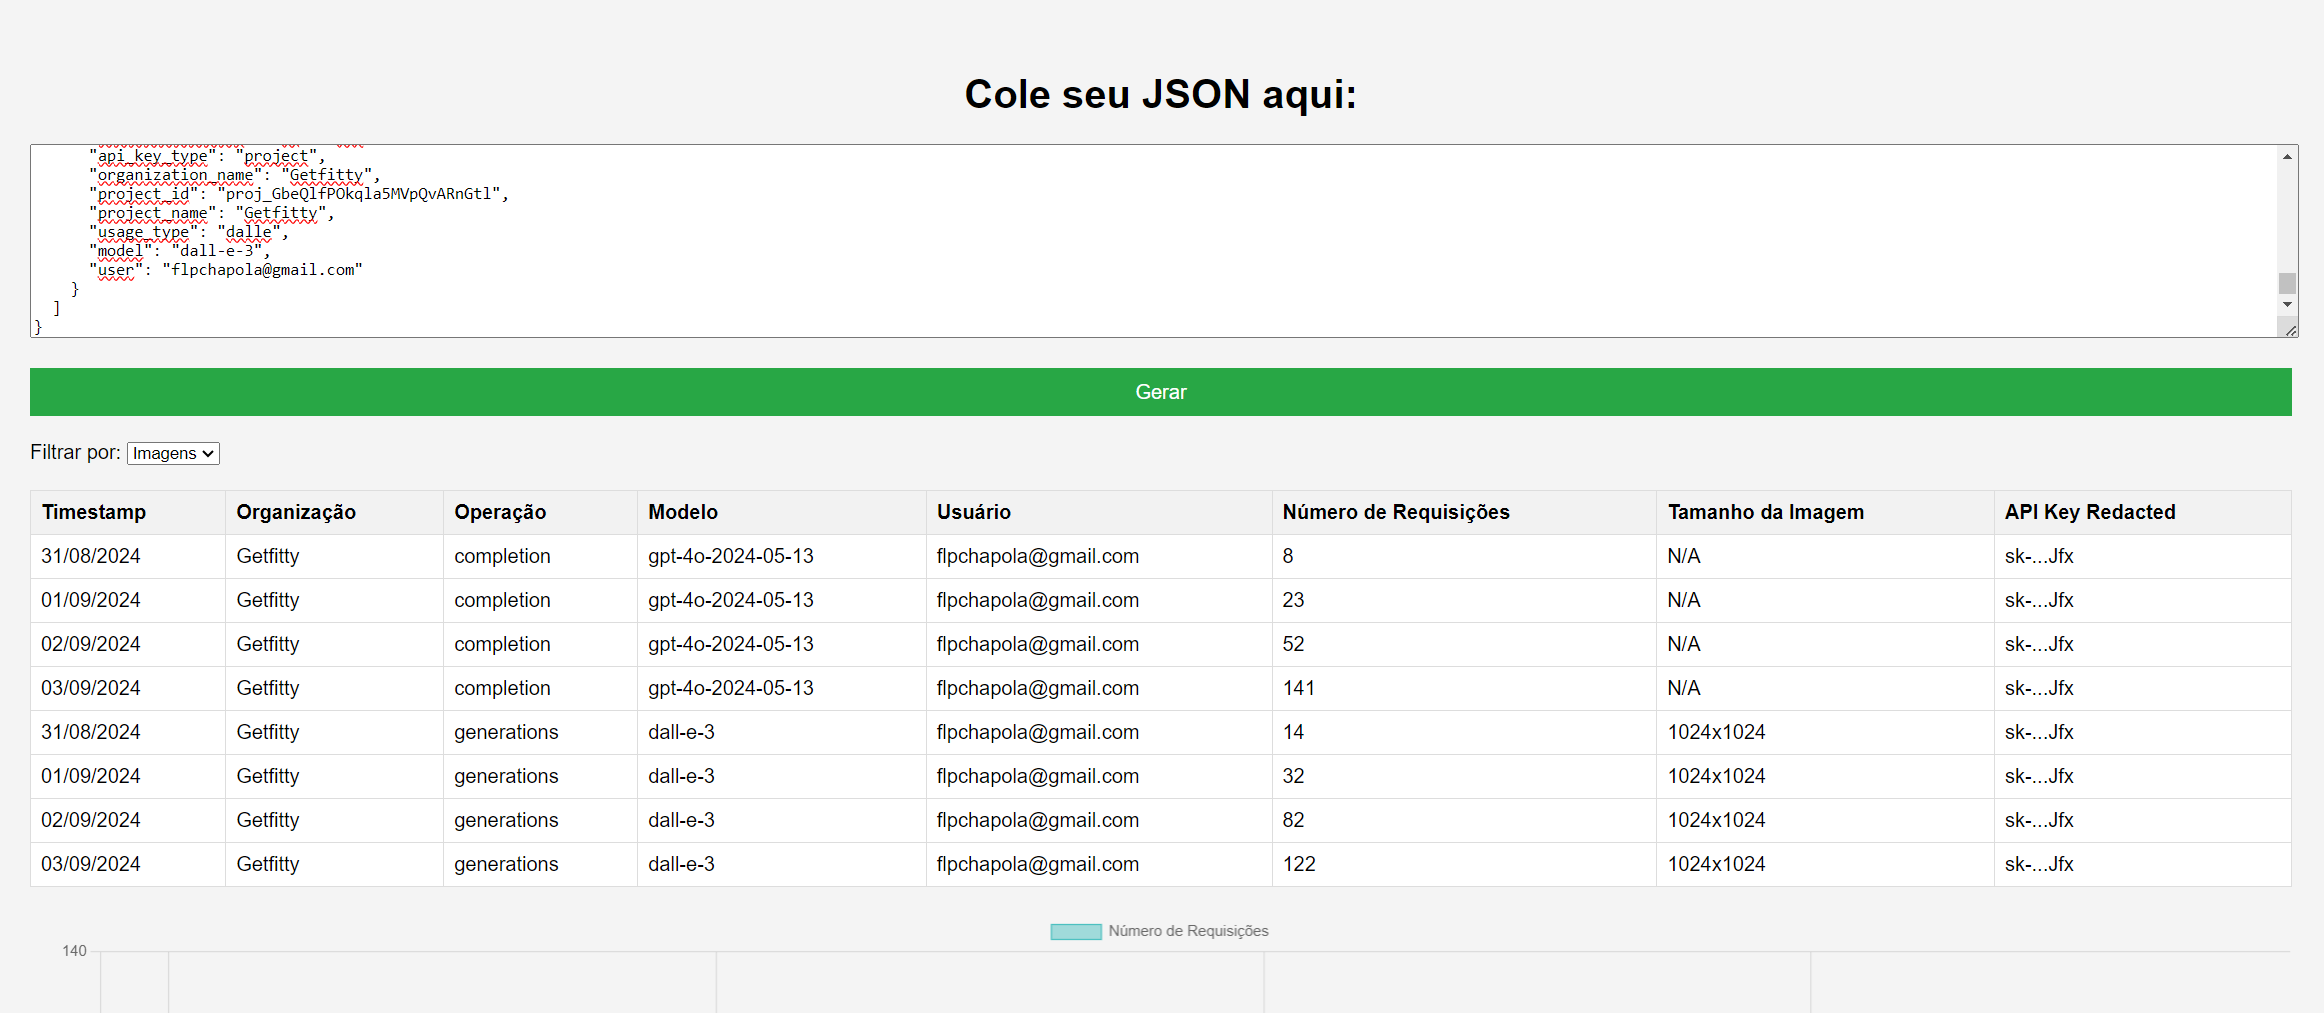 Cole seu JSON aqui:
"api_key_type": "project",
"organization_name": "Getfitty",
"project_id": "proj_GbeQlfPOkqla5MVpQvARnGtl",
"project_name": "Getfitty",
"usage_type": "dalle",
"model": "dall-e-3",
"user": "flpchapola@gmail.com"
}
]
}
Gerar
Filtrar por: Imagens
Timestamp Organização Operação Modelo Usuário Número de Requisições Tamanho da Imagem API Key Redacted
31/08/2024 Getfitty completion gpt-4o-2024-05-13 flpchapola@gmail.com 8 N/A sk-...Jfx
01/09/2024 Getfitty completion gpt-4o-2024-05-13 flpchapola@gmail.com 23 N/A sk-...Jfx
02/09/2024 Getfitty completion gpt-4o-2024-05-13 flpchapola@gmail.com 52 N/A sk-...Jfx
03/09/2024 Getfitty completion gpt-4o-2024-05-13 flpchapola@gmail.com 141 N/A sk-...Jfx
31/08/2024 Getfitty generations dall-e-3 flpchapola@gmail.com 14 1024x1024 sk-...Jfx
01/09/2024 Getfitty generations dall-e-3 flpchapola@gmail.com 32 1024x1024 sk-...Jfx
02/09/2024 Getfitty generations dall-e-3 flpchapola@gmail.com 82 1024x1024 sk-...Jfx
03/09/2024 Getfitty generations dall-e-3 flpchapola@gmail.com 122 1024x1024 sk-...Jfx
Número de Requisições
140